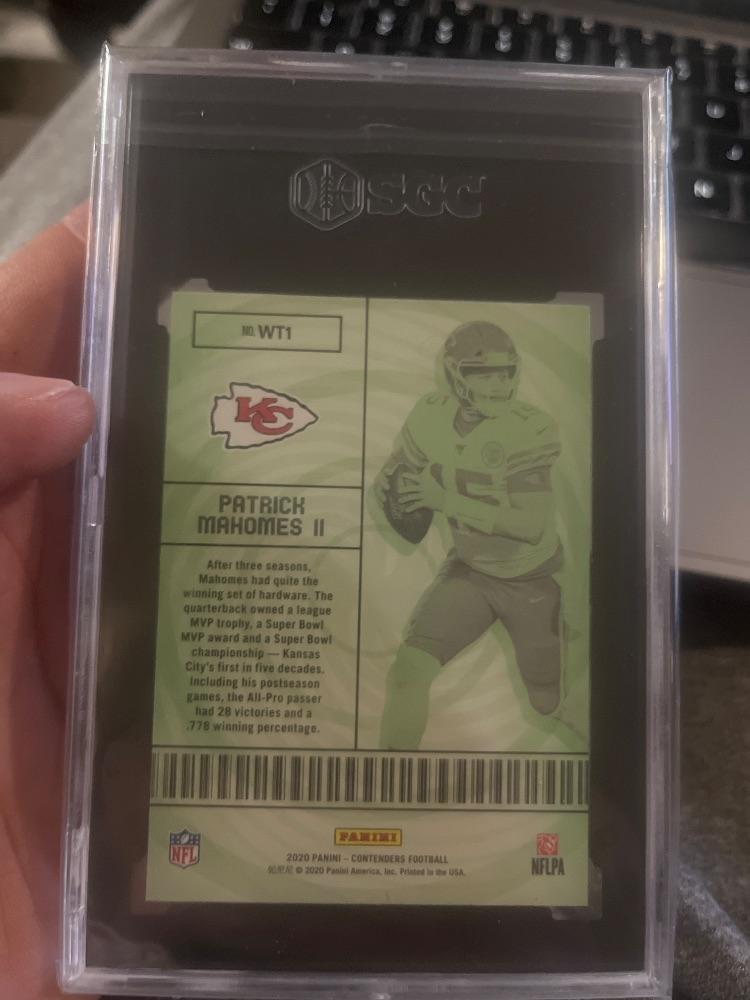 SGC
NO. WT1
KC
PATRICK
MAHOMES II
After three seasons,
Mahomes had quite the
winning set of hardware. The
quarterback owned a league
MVP trophy, a Super Bowl
MVP award and a Super Bowl
championship — Kansas
City's first in five decades.
Including his postseason
games, the All-Pro passer
had 28 victories and a
.778 winning percentage.
15
PANINI
NFL
NFLPA
2020 PANINI – CONTENDERS FOOTBALL
© 2020 Panini America, Inc. Printed in the USA.